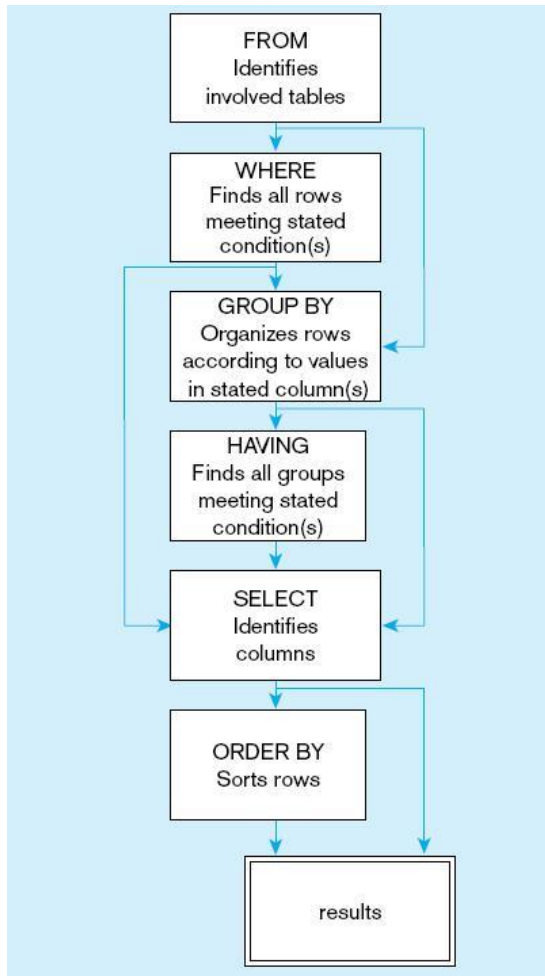 FROM
Identifies
involved tables
WHERE
Finds all rows
meeting stated
condition(s)
GROUP BY
Organizes rows
according to values
in stated column(s)
HAVING
Finds all groups
meeting stated
condition(s)
SELECT
Identifies
columns
ORDER BY
Sorts rows
results